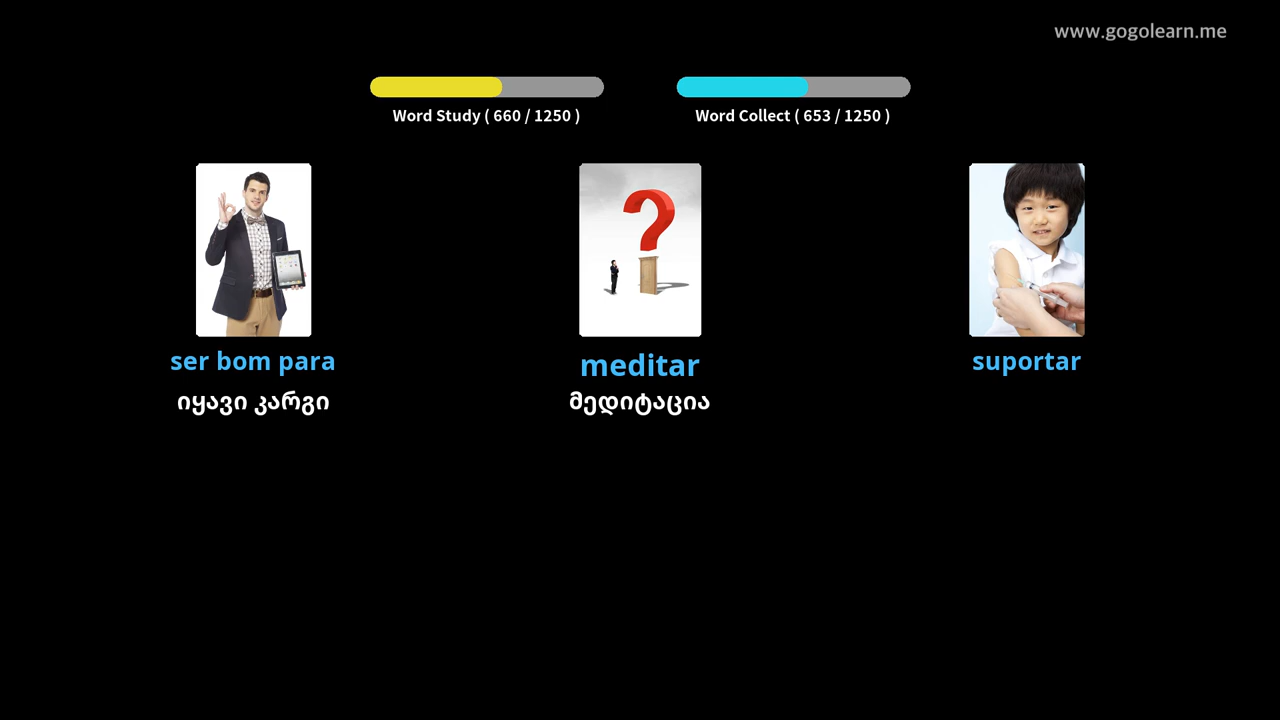 www.gogolearn.me
Word Study ( 660 / 1250 )
Word Collect ( 653 / 1250 )
ser bom para
meditar
suportar
იყავი კარგი
მედიტაცია